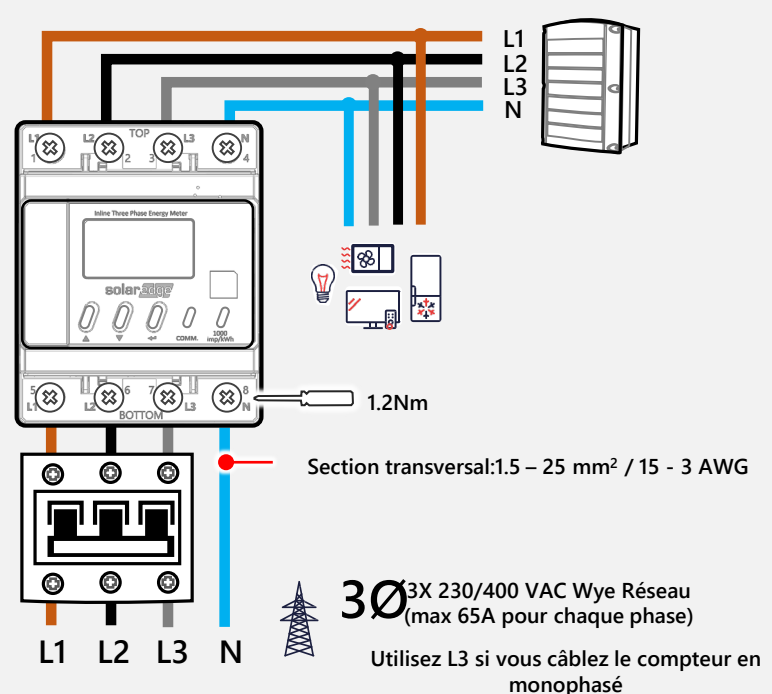 L1
L2
L3
N
L1 L2 TOP L3 N
1 2 3 4
Inline Three Phase Energy Meter
solaredge
COMM.
1000
imp/kWh
5 6 7 8
L1 L2 L3 N
BOTTOM
1.2Nm
Section transversal:1.5 – 25 mm² / 15 - 3 AWG
3Ø 3X 230/400 VAC Wye Réseau
(max 65A pour chaque phase)
L1 L2 L3 N
Utilisez L3 si vous câblez le compteur en
monophasé